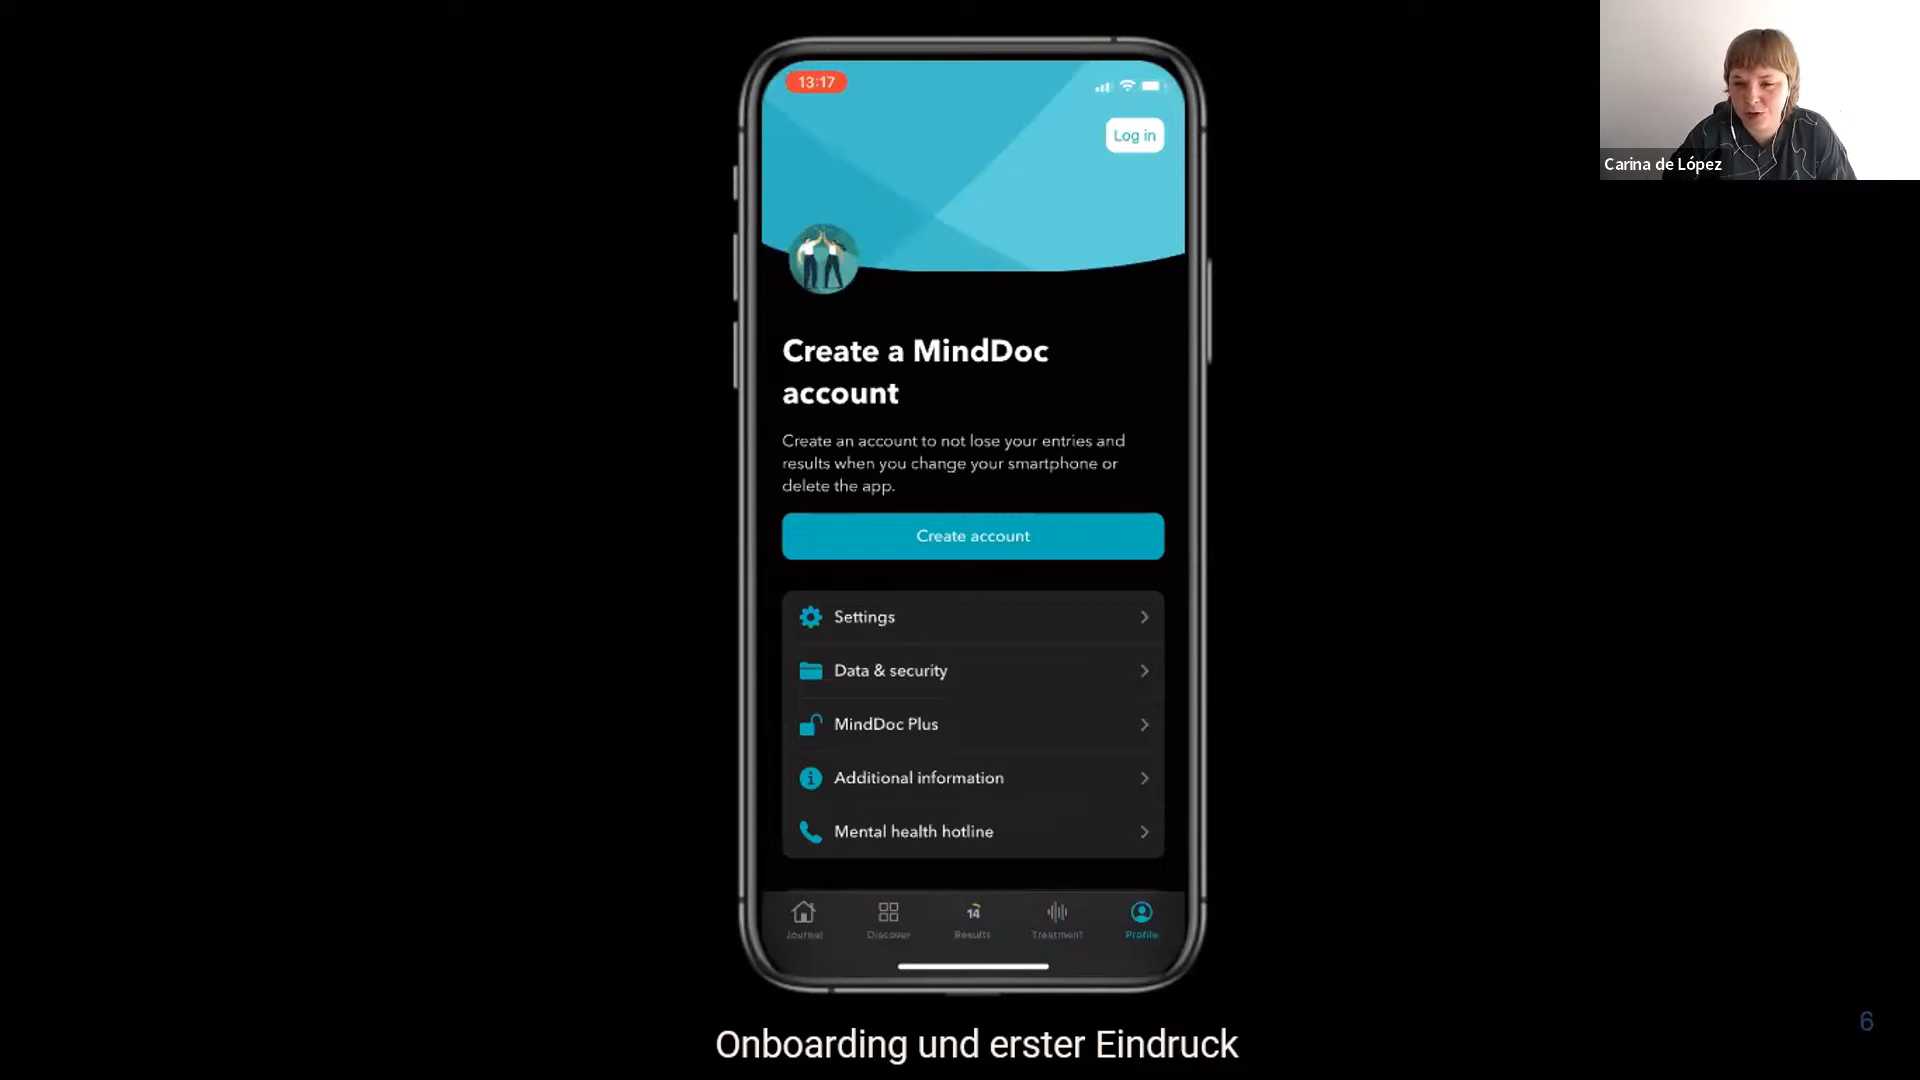 13:17
Log in
Carina de López
Create a MindDoc
account
Create an account to not lose your entries and
results when you change your smartphone or
delete the app.
Create account
Settings
Data & security
MindDoc Plus
Additional information
Mental health hotline
14
Journal
Discover
Results
Treatment
Profile
6
Onboarding und erster Eindruck